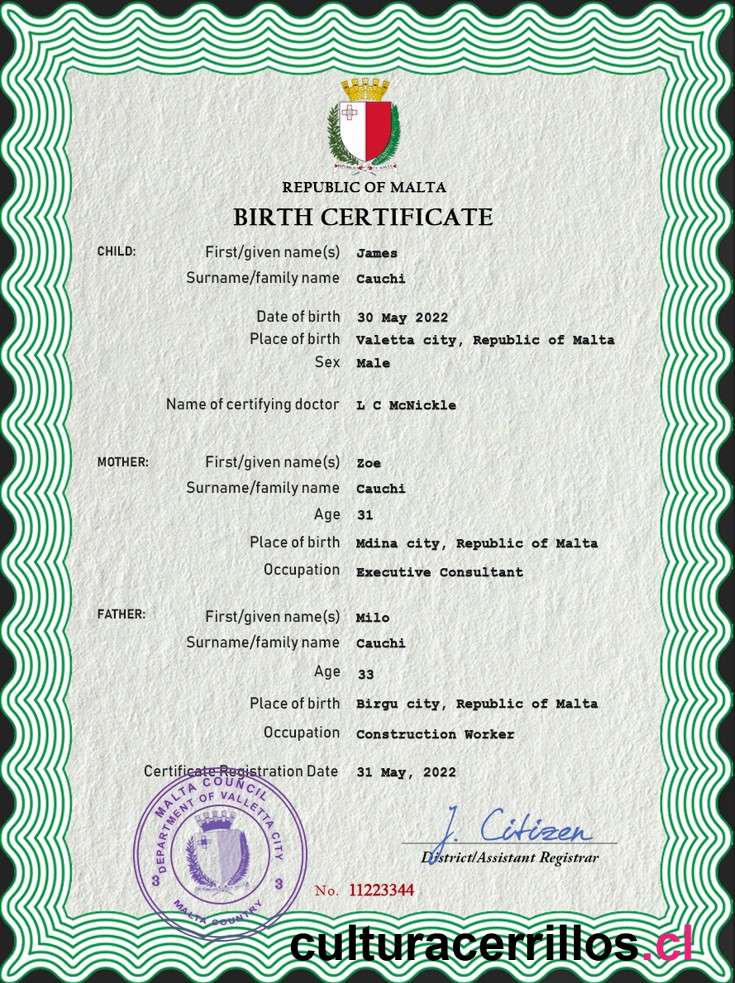 REPUBLIC OF MALTA
BIRTH CERTIFICATE
CHILD: First/given name(s) James
Surname/family name Cauchi
Date of birth 30 May 2022
Place of birth Valetta city, Republic of Malta
Sex Male
Name of certifying doctor L C McNickle
MOTHER: First/given name(s) Zoe
Surname/family name Cauchi
Age 31
Place of birth Mdina city, Republic of Malta
Occupation Executive Consultant
FATHER: First/given name(s) Milo
Surname/family name Cauchi
Age 33
Place of birth Birgu city, Republic of Malta
Occupation Construction Worker
Certificate Registration Date 31 May, 2022
MALTA COUNCIL
DEPARTMENT OF VALLETTA CITY
3 3
MALTA COUNTRY
J. Citizen
District/Assistant Registrar
No. 11223344
culturacerrillos.cl